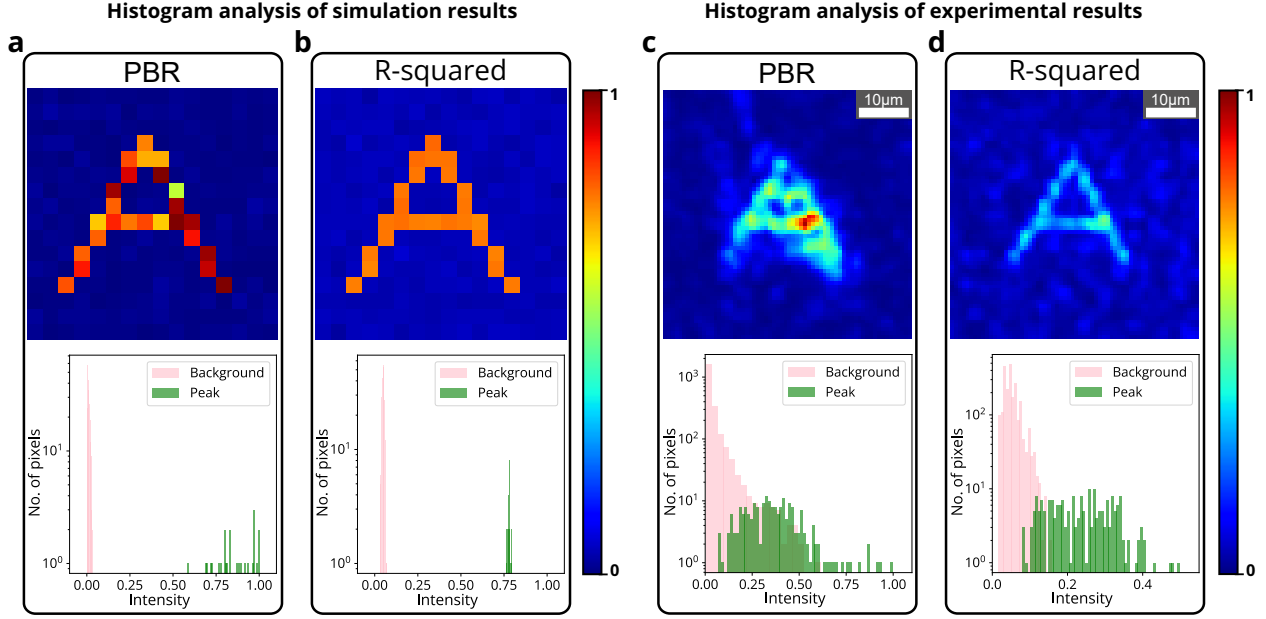 Histogram analysis of simulation results
Histogram analysis of experimental results
a
b
c
d
PBR
R-squared
PBR
R-squared
10μm
10μm
1
0
1
0
Background
Peak
No. of pixels
10¹
10⁰
0.00 0.25 0.50 0.75 1.00
Intensity
Background
Peak
No. of pixels
10¹
10⁰
0.00 0.25 0.50 0.75 1.00
Intensity
Background
Peak
No. of pixels
10³
10²
10¹
10⁰
0.00 0.25 0.50 0.75 1.00
Intensity
Background
Peak
No. of pixels
10²
10¹
10⁰
0.0 0.2 0.4
Intensity